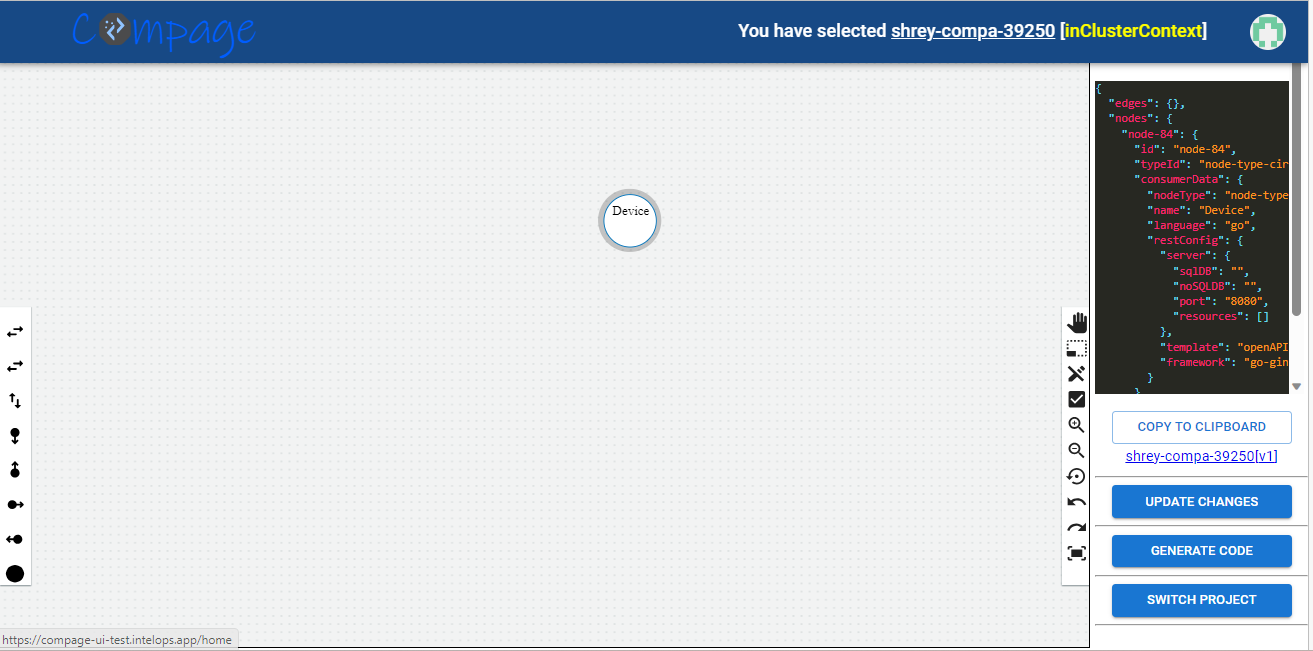 Compage
You have selected shrey-compa-39250 [inClusterContext]
Device
{
"edges": {},
"nodes": {
"node-84": {
"id": "node-84",
"typeId": "node-type-cir
"consumerData": {
"nodeType": "node-type
"name": "Device",
"language": "go",
"restConfig": {
"server": {
"sqlDB": "",
"noSQLDB": "",
"port": "8080",
"resources": []
},
"template": "openAPI
"framework": "go-gin
}
}
COPY TO CLIPBOARD
shrey-compa-39250[v1]
UPDATE CHANGES
GENERATE CODE
SWITCH PROJECT
https://compage-ui-test.intelops.app/home